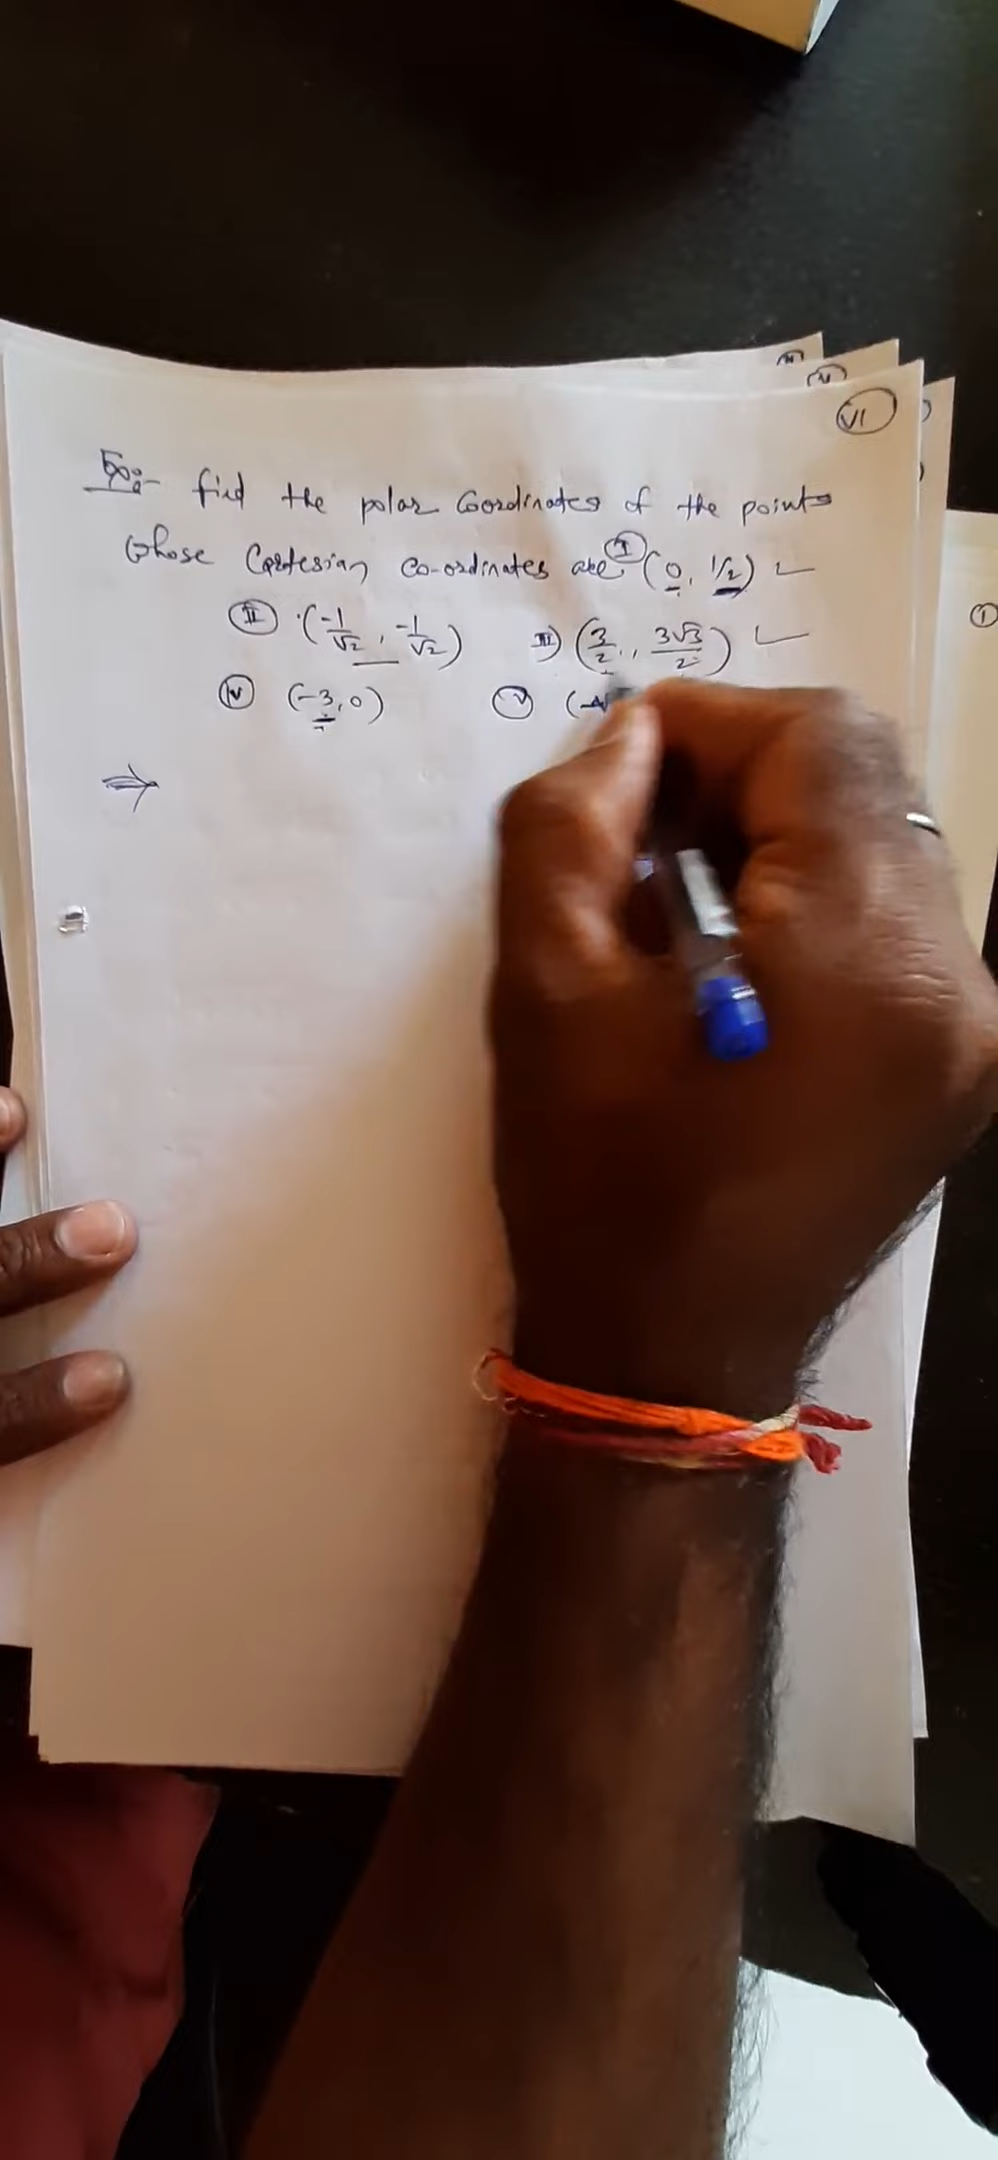 VI
Ex:- find the polar Coordinates of the points
whose Cartesian co-ordinates are I (0, 1/2)
II (-1/√2, -1/√2) III) (3/2, 3√3/2)
IV (-3, 0) V (-
⇒
I